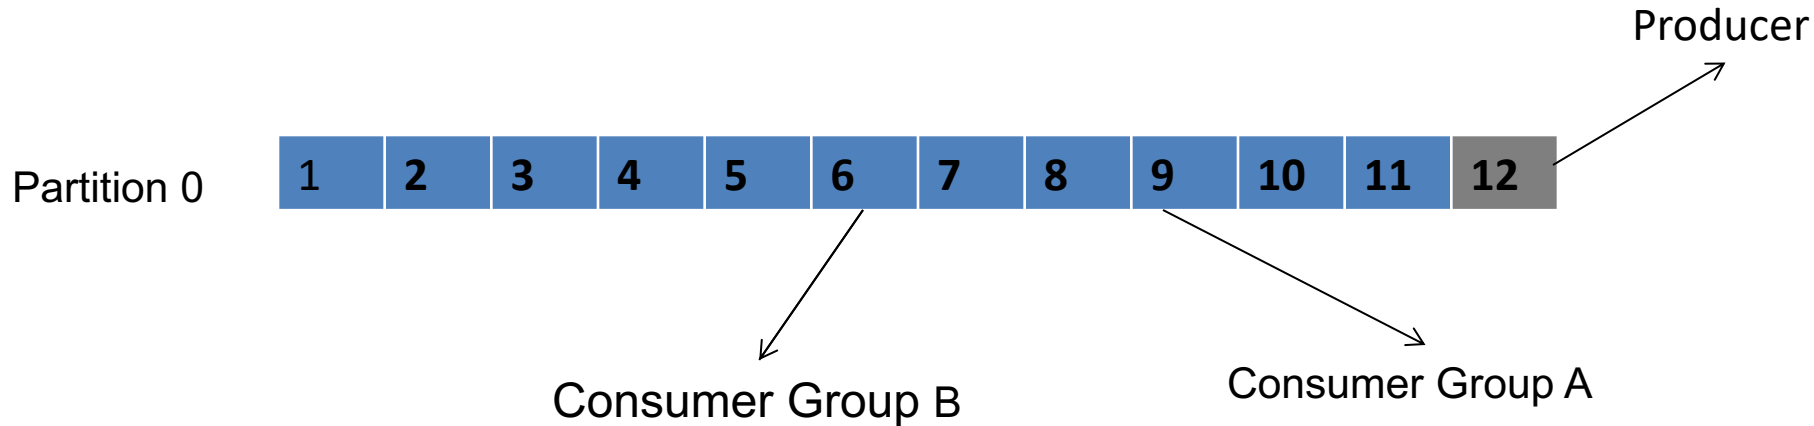 Producer
Partition 0 1 2 3 4 5 6 7 8 9 10 11 12
Consumer Group B
Consumer Group A